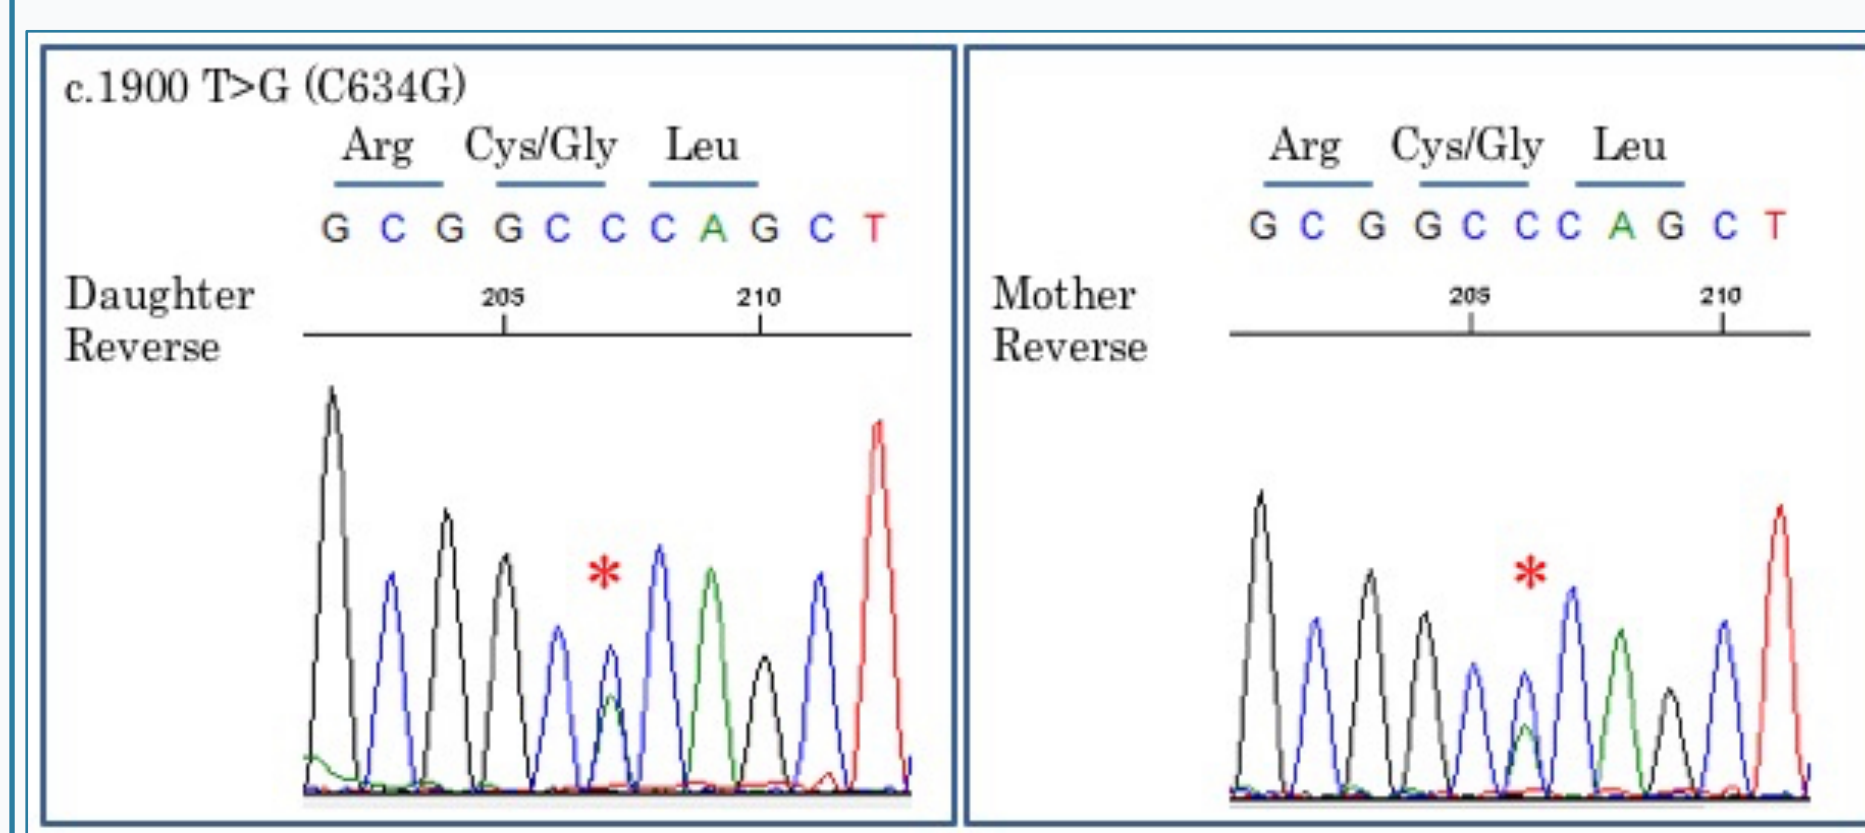 c.1900 T>G (C634G)
Arg Cys/Gly Leu
G C G G C C C A G C T
Daughter
Reverse
205 210
*
Arg Cys/Gly Leu
G C G G C C C A G C T
Mother
Reverse
205 210
*